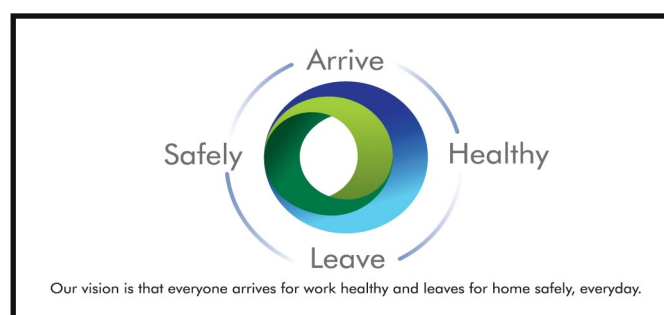 Arrive
Safely
Healthy
Leave
Our vision is that everyone arrives for work healthy and leaves for home safely, everyday.